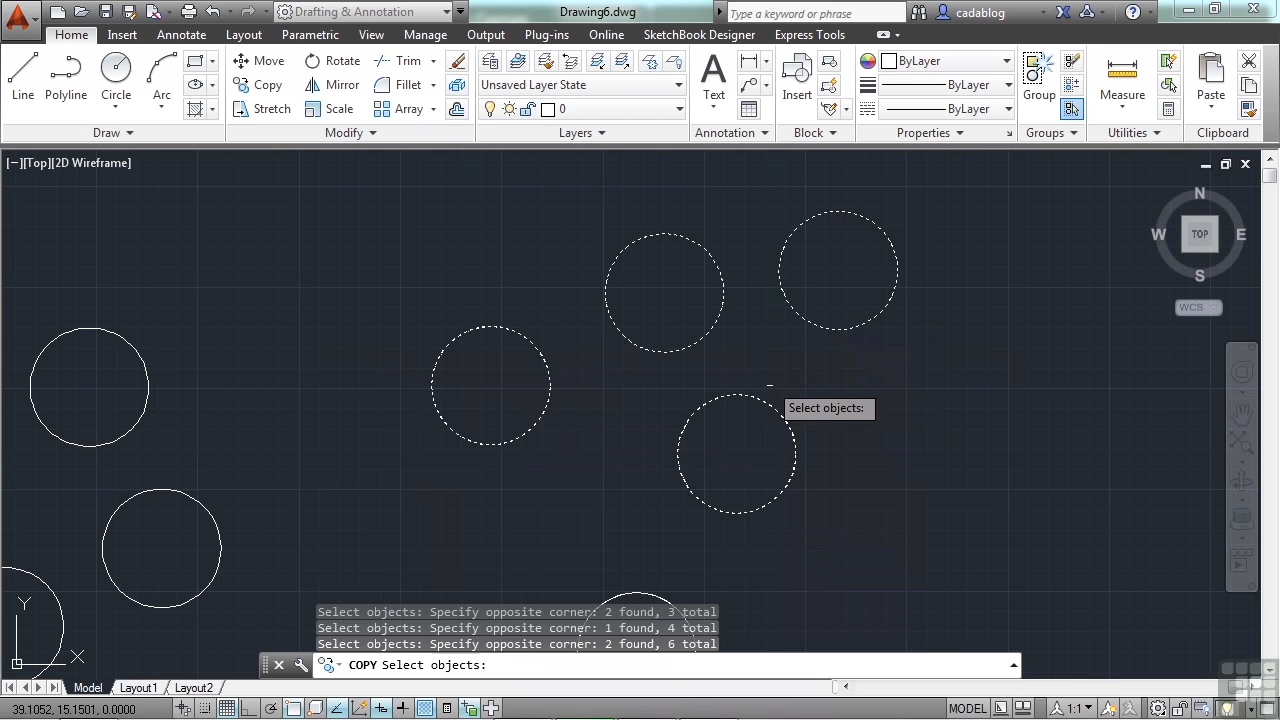 Drafting & Annotation
Drawing6.dwg
Type a keyword or phrase
cadablog
Home Insert Annotate Layout Parametric View Manage Output Plug-ins Online SketchBook Designer Express Tools
Line Polyline Circle Arc
Move Rotate Trim
Copy Mirror Fillet
Stretch Scale Array
Unsaved Layer State
0
Text
Insert
ByLayer
ByLayer
ByLayer
Group
Measure
Paste
Draw Modify Layers Annotation Block Properties Groups Utilities Clipboard
[−][Top][2D Wireframe]
N
W TOP E
S
WCS
Select objects:
Y
X
Select objects: Specify opposite corner: 2 found, 3 total
Select objects: Specify opposite corner: 1 found, 4 total
Select objects: Specify opposite corner: 2 found, 6 total
COPY Select objects:
Model Layout1 Layout2
39.1052, 15.1501, 0.0000
MODEL
1:1